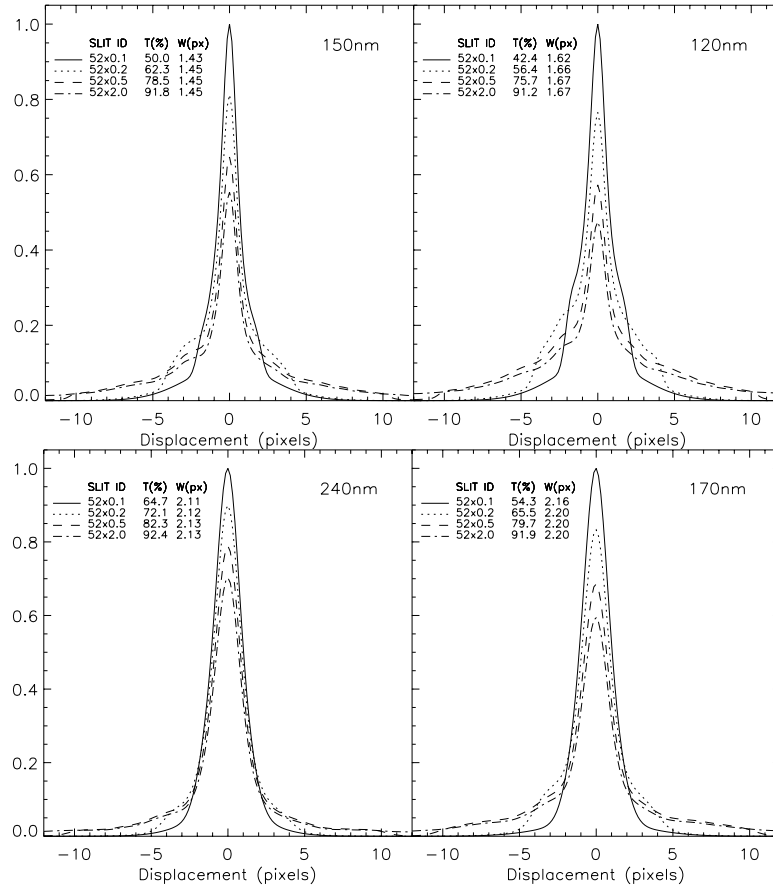 150nm
SLIT ID T(%) W(px)
52x0.1 50.0 1.43
52x0.2 62.3 1.45
52x0.5 78.5 1.45
52x2.0 91.8 1.45
1.0
0.8
0.6
0.4
0.2
0.0
−10 −5 0 5 10
Displacement (pixels)
120nm
SLIT ID T(%) W(px)
52x0.1 42.4 1.62
52x0.2 56.4 1.66
52x0.5 75.7 1.67
52x2.0 91.2 1.67
−10 −5 0 5 10
Displacement (pixels)
240nm
SLIT ID T(%) W(px)
52x0.1 64.7 2.11
52x0.2 72.1 2.12
52x0.5 82.3 2.13
52x2.0 92.4 2.13
1.0
0.8
0.6
0.4
0.2
0.0
−10 −5 0 5 10
Displacement (pixels)
170nm
SLIT ID T(%) W(px)
52x0.1 54.3 2.16
52x0.2 65.5 2.20
52x0.5 79.7 2.20
52x2.0 91.9 2.20
−10 −5 0 5 10
Displacement (pixels)